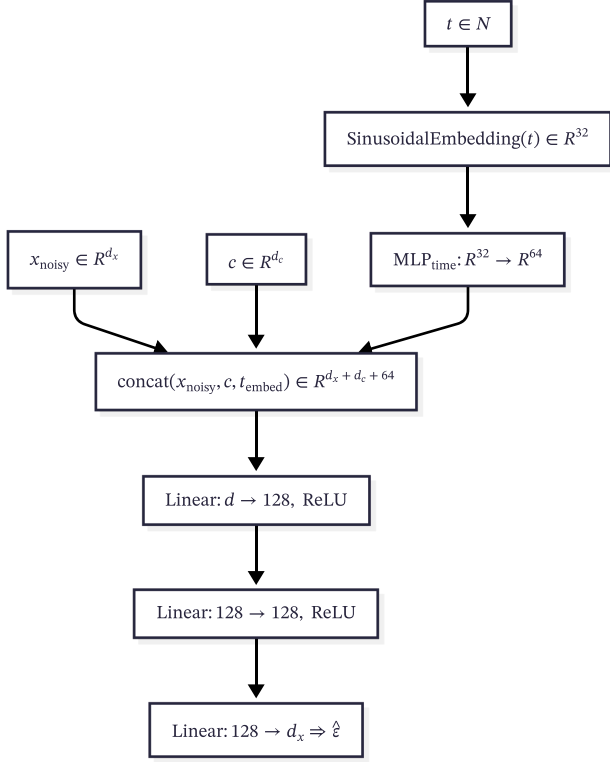 t ∈ N
SinusoidalEmbedding(t) ∈ R^32
x_noisy ∈ R^{d_x}
c ∈ R^{d_c}
MLP_time: R^32 → R^64
concat(x_noisy, c, t_embed) ∈ R^{d_x + d_c + 64}
Linear: d → 128, ReLU
Linear: 128 → 128, ReLU
Linear: 128 → d_x ⇒ ε̂